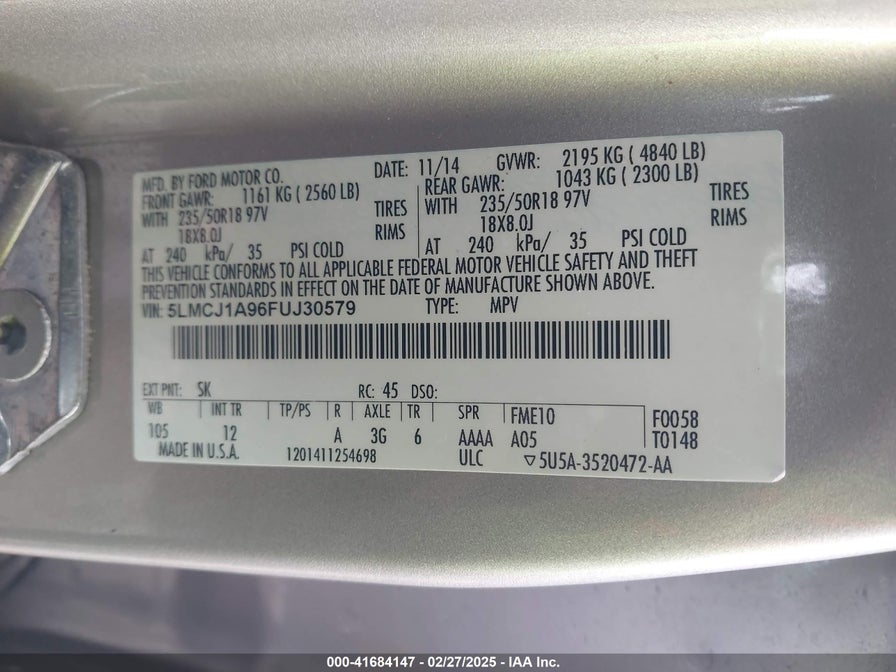 MFD. BY FORD MOTOR CO. DATE: 11/14 GVWR: 2195 KG ( 4840 LB)
FRONT GAWR: 1161 KG ( 2560 LB) REAR GAWR: 1043 KG ( 2300 LB)
WITH 235/50R18 97V TIRES WITH 235/50R18 97V TIRES
18X8.0J RIMS 18X8.0J RIMS
AT 240 kPa/ 35 PSI COLD AT 240 kPa/ 35 PSI COLD
THIS VEHICLE CONFORMS TO ALL APPLICABLE FEDERAL MOTOR VEHICLE SAFETY AND THEFT
PREVENTION STANDARDS IN EFFECT ON THE DATE OF MANUFACTURE SHOWN ABOVE.
VIN: 5LMCJ1A96FUJ30579 TYPE: MPV
EXT PNT: SK RC: 45 DSO:
WB INT TR TP/PS R AXLE TR SPR FME10 F0058
105 12 A 3G 6 AAAA A05 T0148
MADE IN U.S.A. 1201411254698 ULC ▽5U5A-3520472-AA
000-41684147 - 02/27/2025 - IAA Inc.